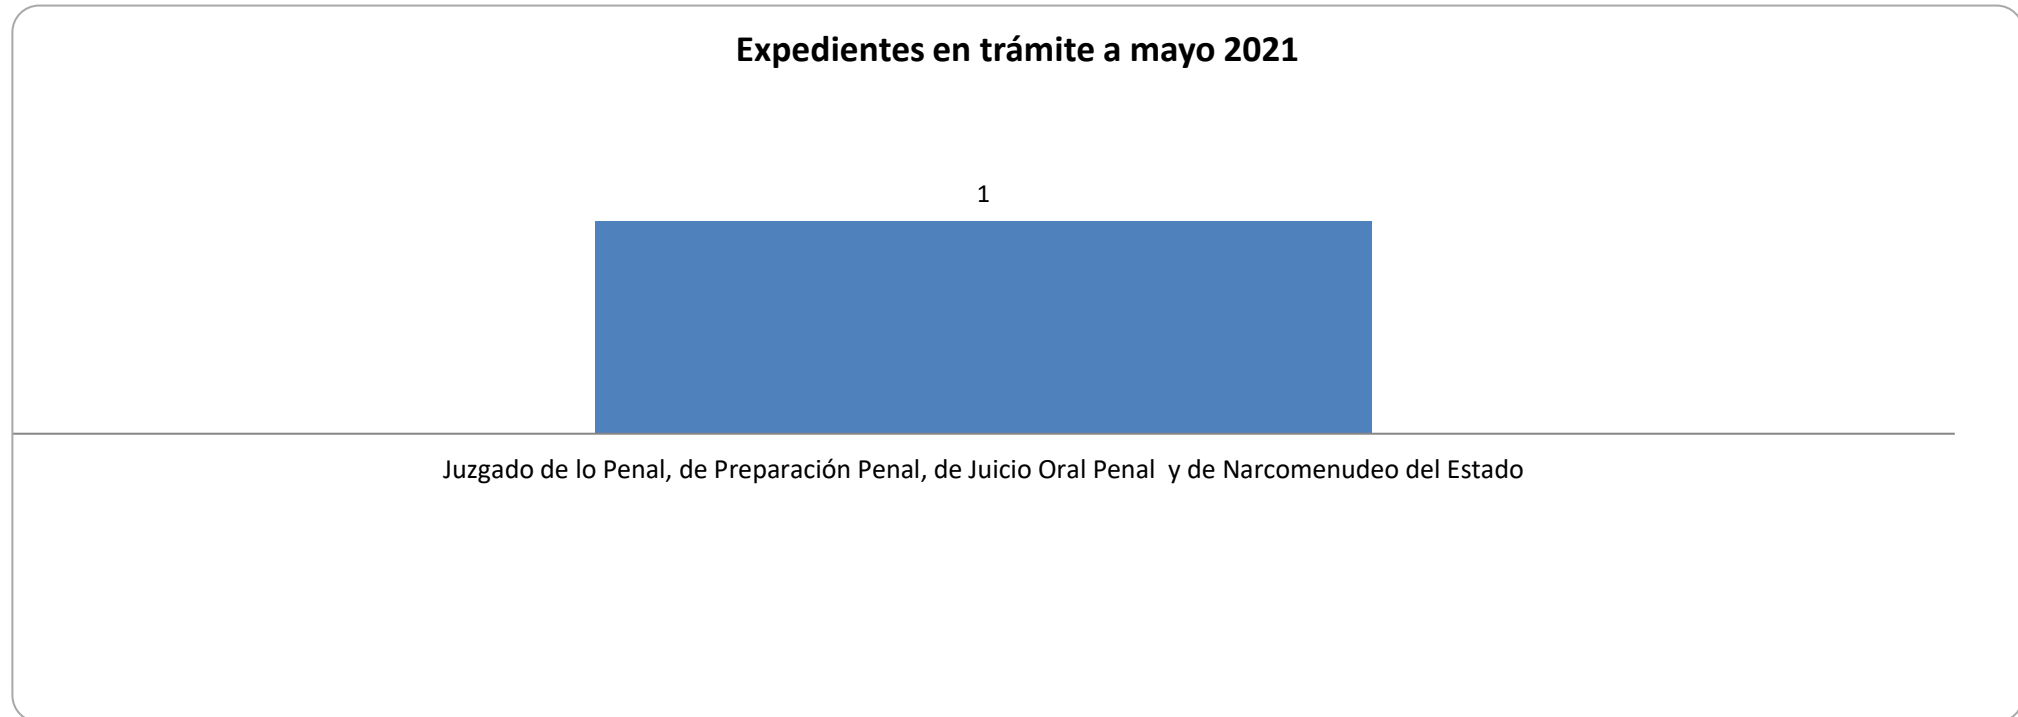 Expedientes en trámite a mayo 2021
1
Juzgado de lo Penal, de Preparación Penal, de Juicio Oral Penal  y de Narcomenudeo del Estado